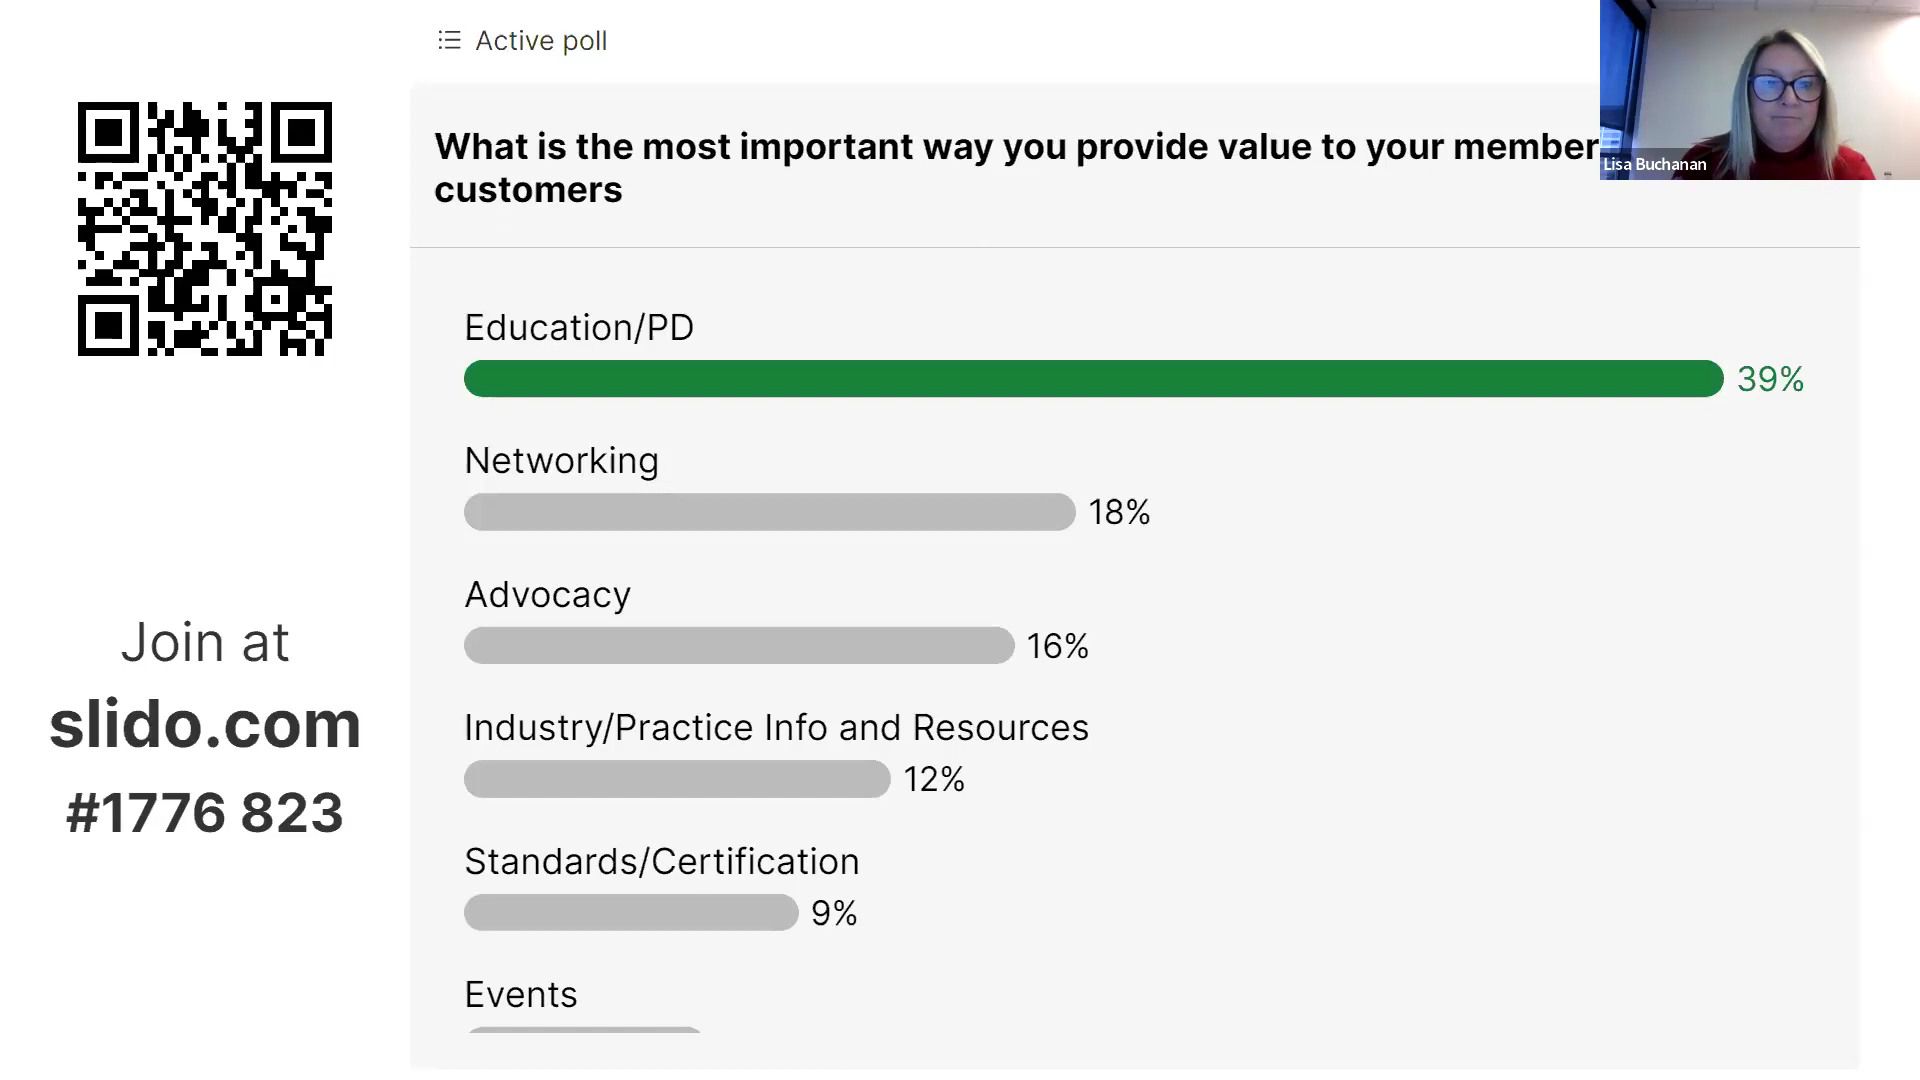 Active poll
What is the most important way you provide value to your member
customers
Lisa Buchanan
Education/PD
39%
Networking
18%
Advocacy
16%
Industry/Practice Info and Resources
12%
Standards/Certification
9%
Events
Join at
slido.com
#1776 823